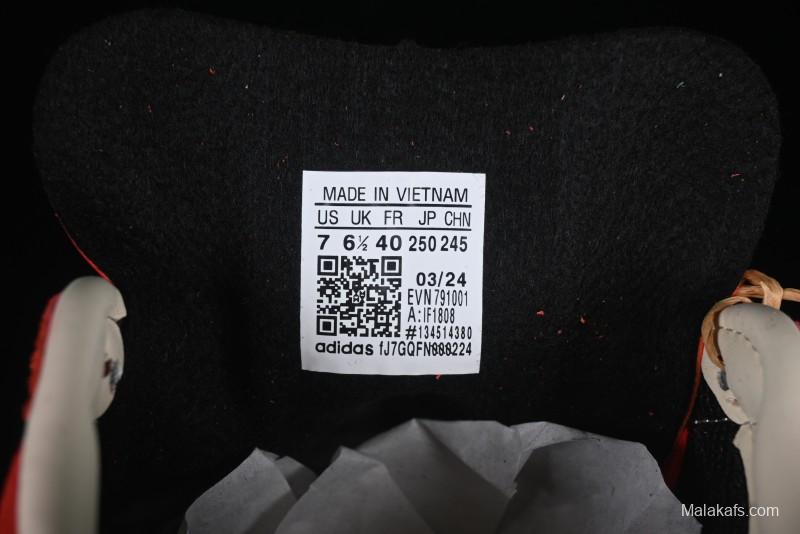 MADE IN VIETNAM
US UK FR JP CHN
7 6½ 40 250 245
03/24
EVN 791001
A:IF1808
#134514380
adidas
Malakafs.com